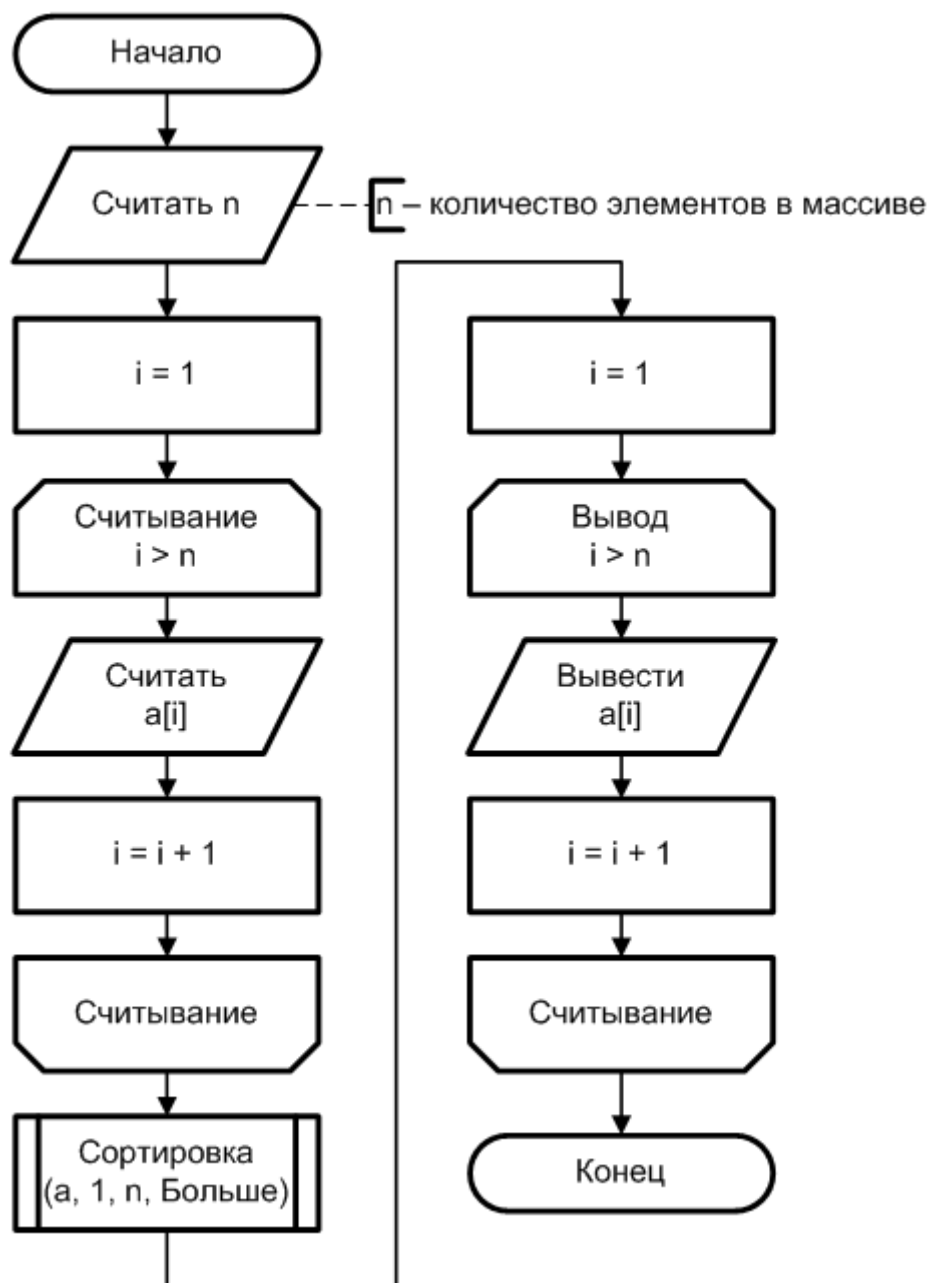 Начало
Считать n
n – количество элементов в массиве
i = 1
Считывание
i > n
Считать
a[i]
i = i + 1
Считывание
Сортировка
(a, 1, n, Больше)
i = 1
Вывод
i > n
Вывести
a[i]
i = i + 1
Считывание
Конец